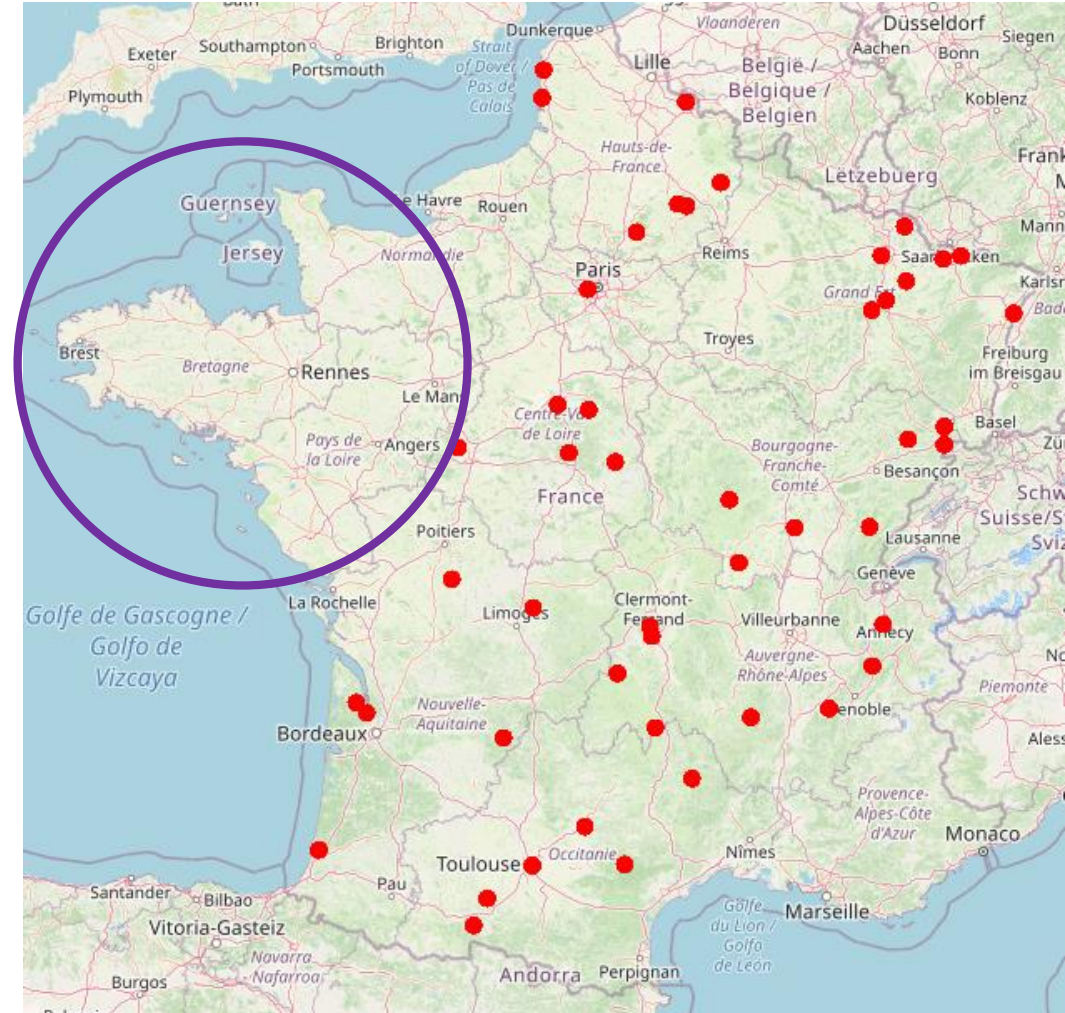 Dunkerque
Vlaanderen
Düsseldorf
Siegen
Exeter
Southampton
Brighton
Strait
of Dover /
Pas de
Calais
Lille
België /
Belgique /
Belgien
Aachen
Bonn
Portsmouth
Plymouth
Koblenz
Hauts-de-
France
Lëtzebuerg
Frank
Guernsey
Le Havre
Rouen
Jersey
Normandie
Reims
Mann
Paris
Karlsr
Grand Est
Bade
Brest
Bretagne
Rennes
Troyes
Freiburg
im Breisgau
Le Mans
Centre-Val
de Loire
Basel
Pays de
la Loire
Angers
Bourgogne-
Franche-
Comté
Besançon
Zü
France
Schw
Suisse/S
Sviz
Poitiers
Lausanne
Genève
La Rochelle
Limoges
Clermont-
Ferrand
Villeurbanne
Annecy
Golfe de Gascogne /
Golfo de
Vizcaya
Auvergne-
Rhône-Alpes
No
Piemonte
Nouvelle-
Aquitaine
Bordeaux
Grenoble
Aless
Provence-
Alpes-Côte
d'Azur
Monaco
Toulouse
Occitanie
Nîmes
Santander
Bilbao
Pau
Marseille
Vitoria-Gasteiz
Golfe
du Lion /
Golfo
de León
Navarra
- Nafarroa
Burgos
Andorra
Perpignan